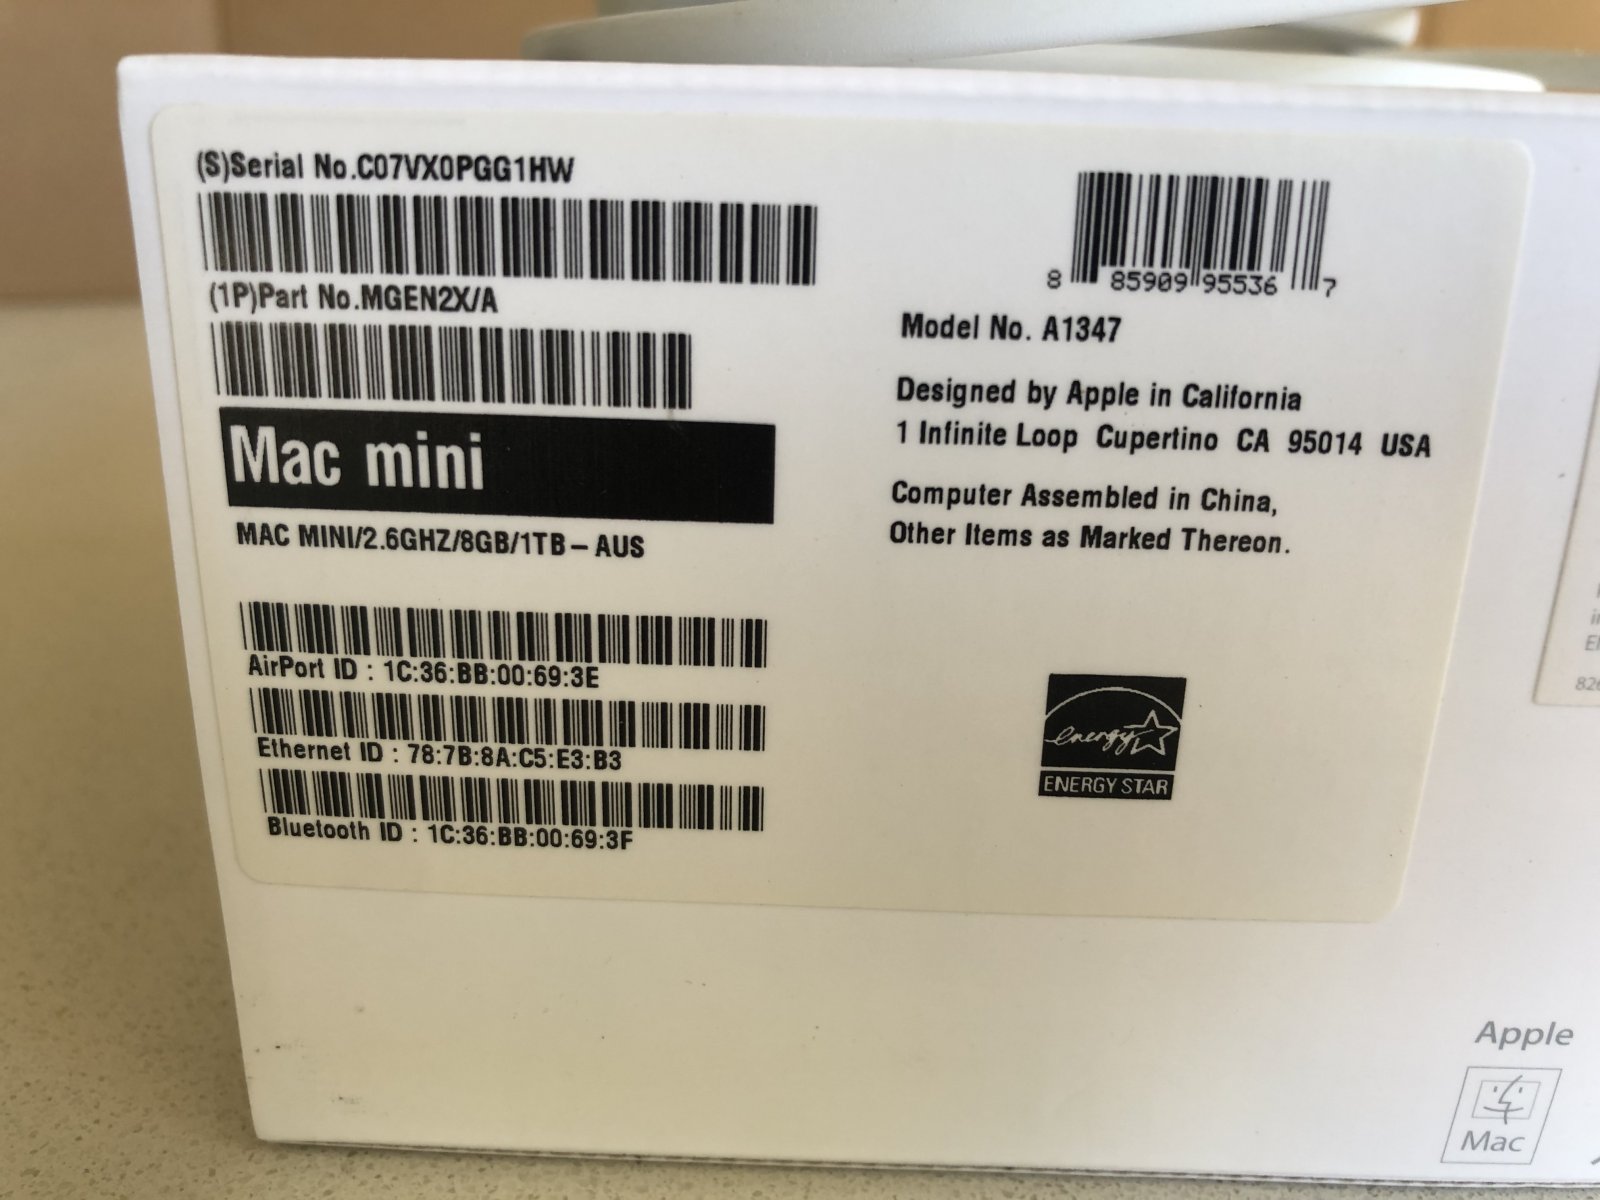 (S)Serial No.C07VX0PGG1HW
(1P)Part No.MGEN2X/A
Mac mini
MAC MINI/2.6GHZ/8GB/1TB – AUS
AirPort ID : 1C:36:BB:00:69:3E
Ethernet ID : 78:7B:8A:C5:E3:B3
Bluetooth ID : 1C:36:BB:00:69:3F
8 85909 95536 7
Model No. A1347
Designed by Apple in California
1 Infinite Loop Cupertino CA 95014 USA
Computer Assembled in China,
Other Items as Marked Thereon.
energy
ENERGY STAR
Apple
Mac